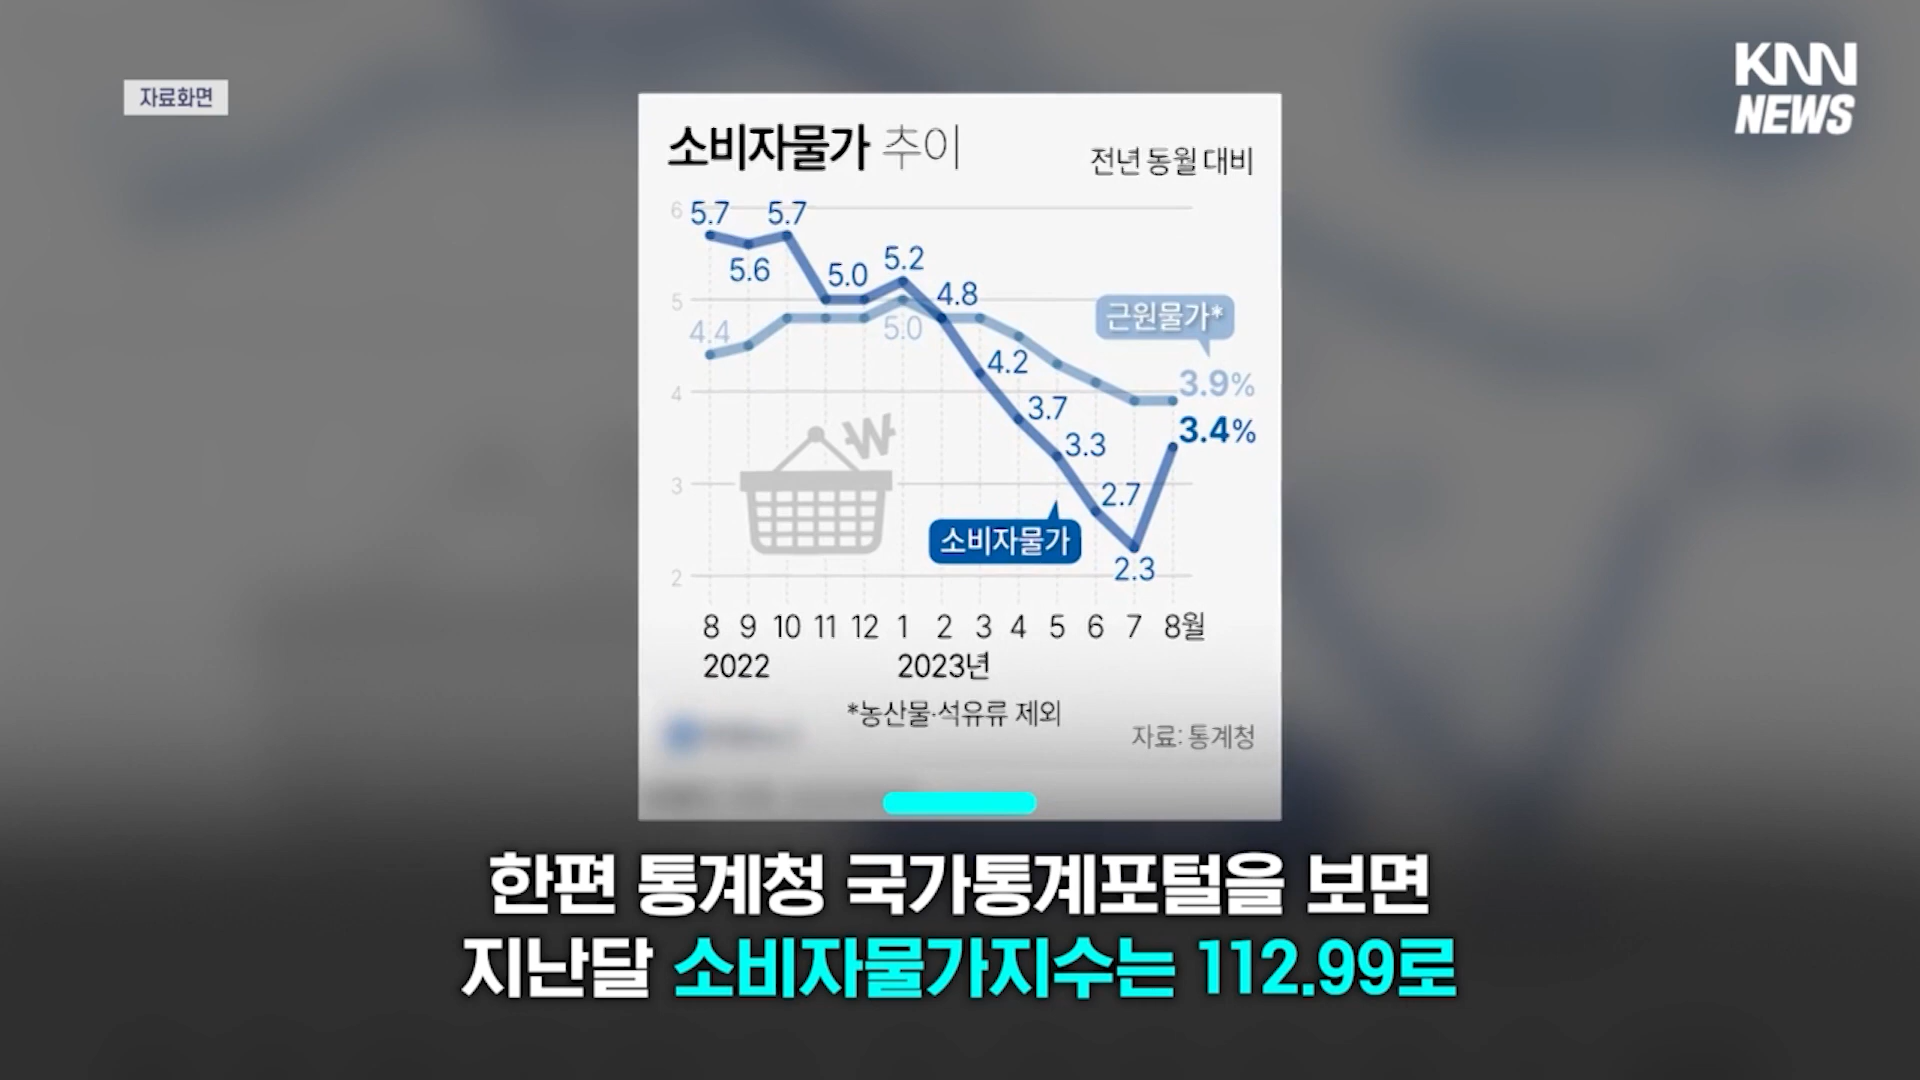 자료화면
KNN
NEWS
소비자물가 추이
전년 동월 대비
6
5.7
5.7
5.6
5.0
5.2
4.8
5
4.4
5.0
근원물가*
4.2
4
3.9%
3.7
3.4%
3.3
3
2.7
소비자물가
2.3
2
8 9 10 11 12 1 2 3 4 5 6 7 8월
2022 2023년
*농산물·석유류 제외
자료: 통계청
한편 통계청 국가통계포털을 보면
지난달 소비자물가지수는 112.99로